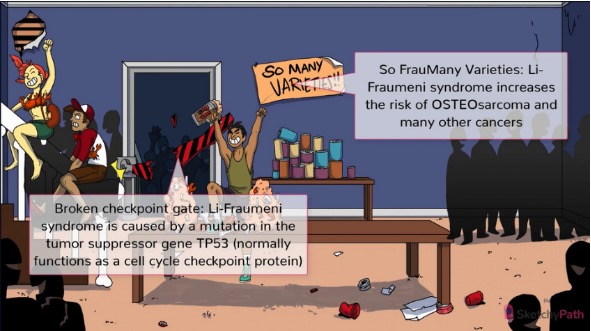 SO MANY
VARIETIES!!
So FrauMany Varieties: Li-
Fraumeni syndrome increases
the risk of OSTEOsarcoma and
many other cancers
Broken checkpoint gate: Li-Fraumeni
syndrome is caused by a mutation in the
tumor suppressor gene TP53 (normally
functions as a cell cycle checkpoint protein)
SketchyPath